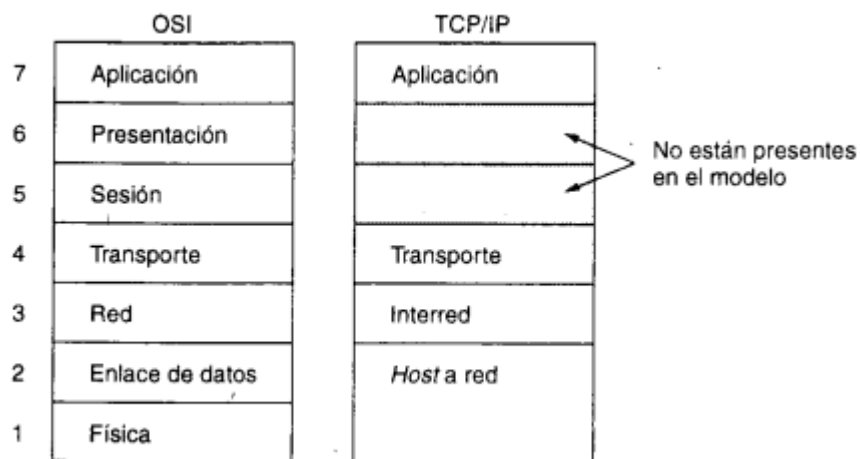 OSI
TCP/IP
7 Aplicación Aplicación
6 Presentación
5 Sesión
No están presentes
en el modelo
4 Transporte Transporte
3 Red Interred
2 Enlace de datos Host a red
1 Física